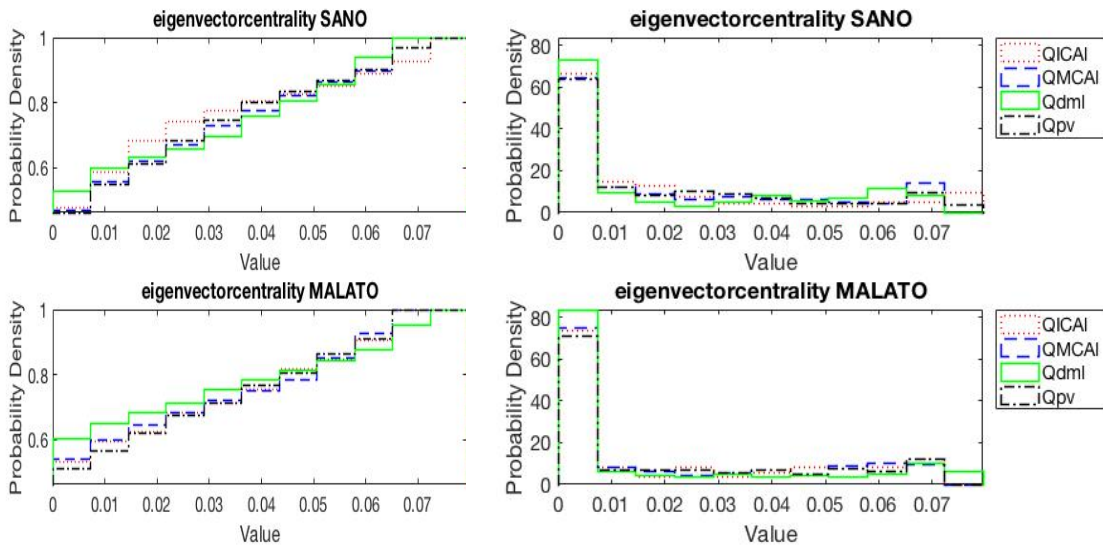 eigenvectorcentrality SANO
Probability Density
1
0.8
0.6
0 0.01 0.02 0.03 0.04 0.05 0.06 0.07
Value
eigenvectorcentrality SANO
Probability Density
80
60
40
20
0
0 0.01 0.02 0.03 0.04 0.05 0.06 0.07
Value
QICAI
QMCAI
Qdml
Qpv
eigenvectorcentrality MALATO
Probability Density
1
0.8
0.6
0 0.01 0.02 0.03 0.04 0.05 0.06 0.07
Value
eigenvectorcentrality MALATO
Probability Density
80
60
40
20
0
0 0.01 0.02 0.03 0.04 0.05 0.06 0.07
Value
QICAI
QMCAI
Qdml
Qpv